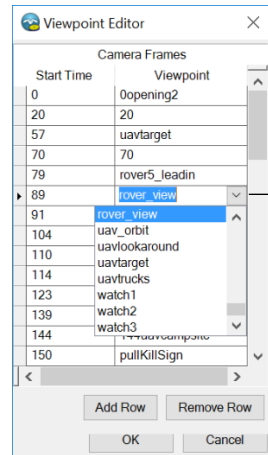 Viewpoint Editor
Camera Frames
Start Time Viewpoint
0 0opening2
20 20
57 uavtarget
70 70
79 rover5_leadin
89 rover_view
91 rover_view
104 uav_orbit
110 uavlookaround
114 uavtarget
123 uavtrucks
139 watch1
144 watch2
watch3
150 pullKillSign
Add Row Remove Row
OK Cancel